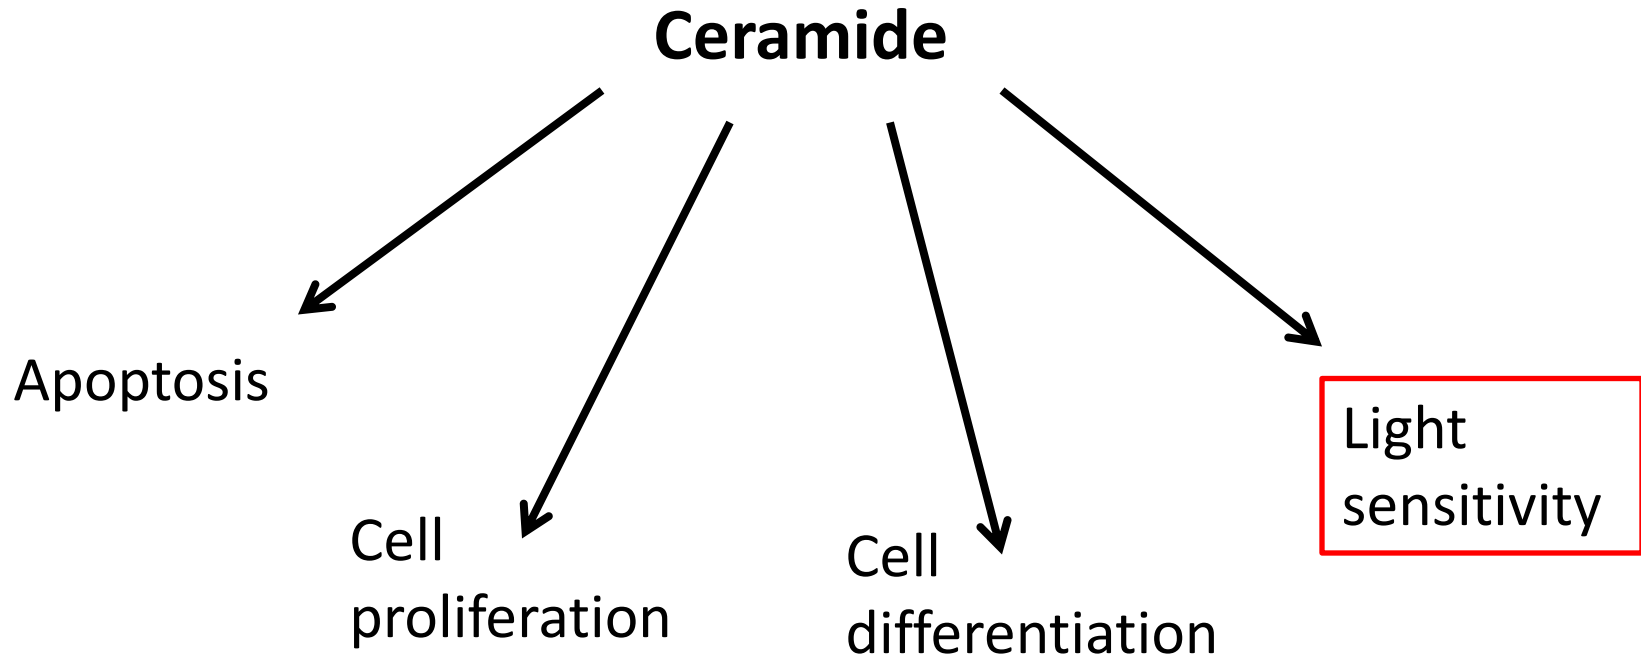 Ceramide
Apoptosis
Cell
proliferation
Cell
differentiation
Light
sensitivity